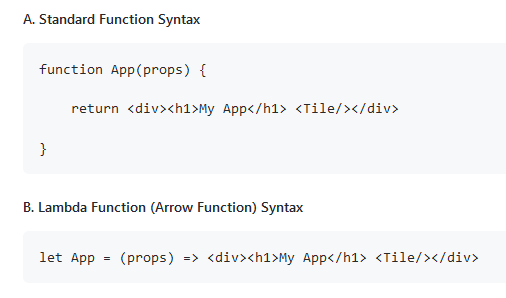 A. Standard Function Syntax
function App(props) {
return <div><h1>My App</h1> <Tile/></div>
}
B. Lambda Function (Arrow Function) Syntax
let App = (props) => <div><h1>My App</h1> <Tile/></div>